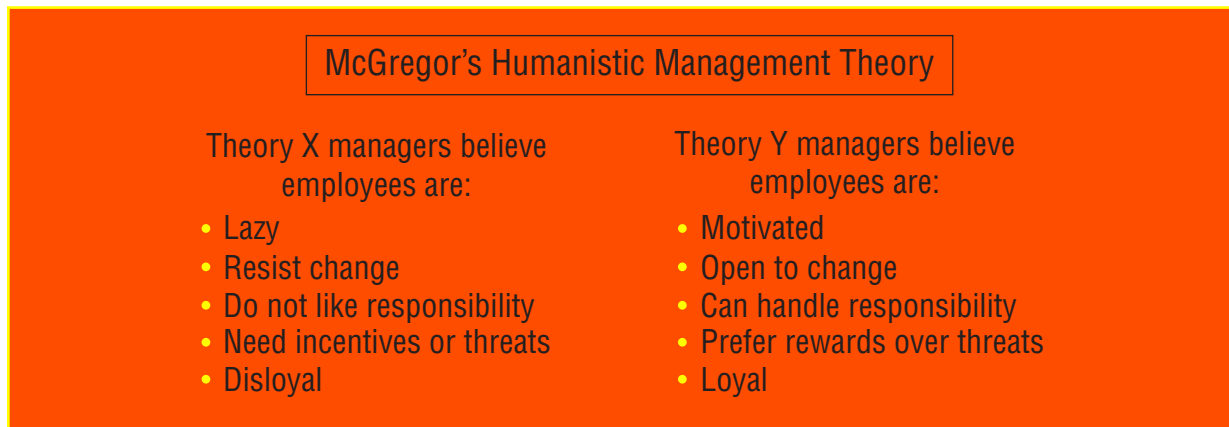 McGregor’s Humanistic Management Theory
Theory X managers believe
employees are:
• Lazy
• Resist change
• Do not like responsibility
• Need incentives or threats
• Disloyal
Theory Y managers believe
employees are:
• Motivated
• Open to change
• Can handle responsibility
• Prefer rewards over threats
• Loyal